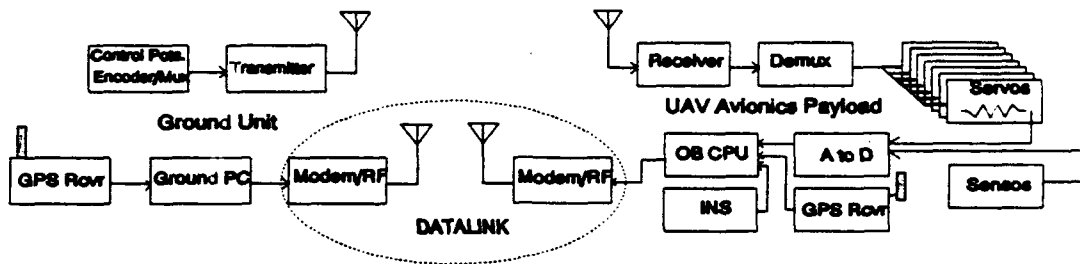 Control Pots.
Encoder/Mux
Transmitter
Receiver
Demux
Servos
Ground Unit
UAV Avionics Payload
GPS Rcvr
Ground PC
Modem/RF
Modem/RF
OB CPU
A to D
Sensos
INS
GPS Rcvr
DATALINK